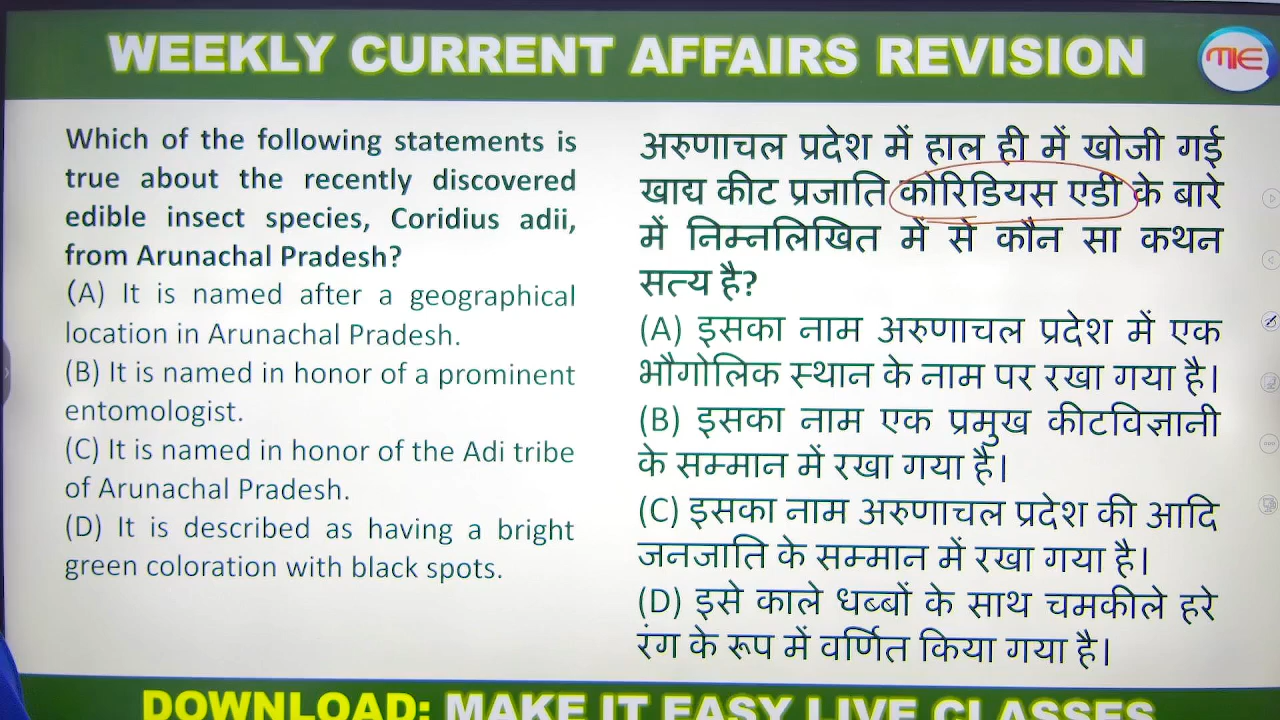 WEEKLY CURRENT AFFAIRS REVISION
MIE
Which of the following statements is
true about the recently discovered
edible insect species, Coridius adii,
from Arunachal Pradesh?
(A) It is named after a geographical
location in Arunachal Pradesh.
(B) It is named in honor of a prominent
entomologist.
(C) It is named in honor of the Adi tribe
of Arunachal Pradesh.
(D) It is described as having a bright
green coloration with black spots.
अरुणाचल प्रदेश में हाल ही में खोजी गई
खाद्य कीट प्रजाति कोरिडियस एडी के बारे
में निम्नलिखित में से कौन सा कथन
सत्य है?
(A) इसका नाम अरुणाचल प्रदेश में एक
भौगोलिक स्थान के नाम पर रखा गया है।
(B) इसका नाम एक प्रमुख कीटविज्ञानी
के सम्मान में रखा गया है।
(C) इसका नाम अरुणाचल प्रदेश की आदि
जनजाति के सम्मान में रखा गया है।
(D) इसे काले धब्बों के साथ चमकीले हरे
रंग के रूप में वर्णित किया गया है।
DOWNLOAD: MAKE IT EASY LIVE CLASSES